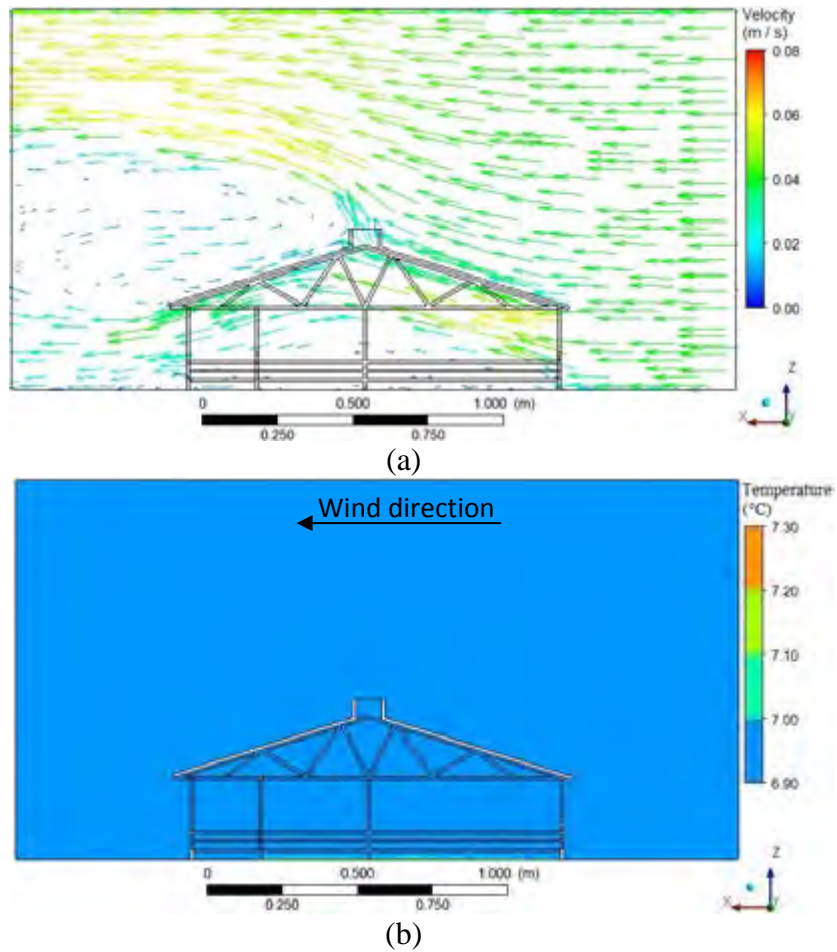 Velocity
(m / s)
0.08
0.06
0.04
0.02
0.00
Z
X
Y
0 0.500 1.000 (m)
0.250 0.750
(a)
Wind direction
Temperature
(°C)
7.30
7.20
7.10
7.00
6.90
Z
X
Y
0 0.500 1.000 (m)
0.250 0.750
(b)